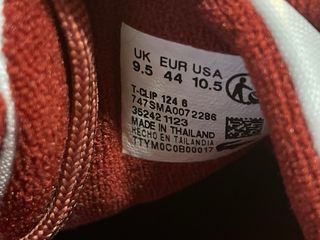 UK EUR USA
9.5 44 10.5
T-CLIP 124 6
747SMA0072286
352421123
MADE IN THAILAND
HECHO EN TAILANDIA
TTYM0C0B00017